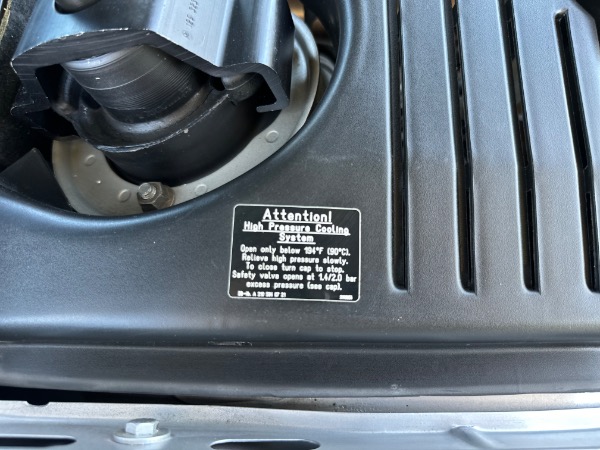 Attention!
High Pressure Cooling
System
Open only below 194°F (90°C).
Relieve high pressure slowly.
To close turn cap to stop.
Safety valve opens at 1.4/2.0 bar
excess pressure (see cap).